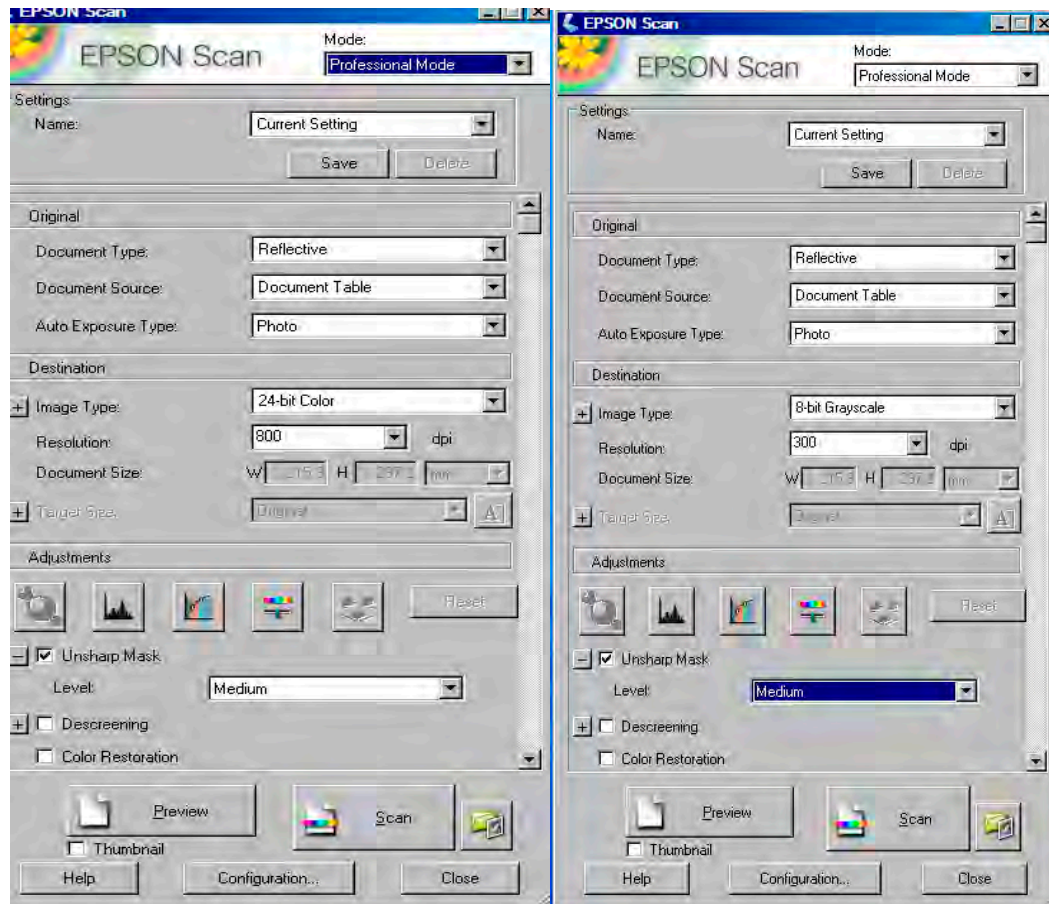 EPSON Scan
EPSON Scan
Mode:
Professional Mode
Settings
Name:
Current Setting
Save
Delete
Original
Document Type:
Reflective
Document Source:
Document Table
Auto Exposure Type:
Photo
Destination
Image Type:
24-bit Color
Resolution:
800
dpi
Document Size:
W
H
mm
Target Size:
Original
Adjustments
Reset
Unsharp Mask
Level:
Medium
Descreening
Color Restoration
Preview
Scan
Thumbnail
Help
Configuration...
Close
EPSON Scan
EPSON Scan
Mode:
Professional Mode
Settings
Name:
Current Setting
Save
Delete
Original
Document Type:
Reflective
Document Source:
Document Table
Auto Exposure Type:
Photo
Destination
Image Type:
8-bit Grayscale
Resolution:
300
dpi
Document Size:
W
H
mm
Target Size:
Original
Adjustments
Reset
Unsharp Mask
Level:
Medium
Descreening
Color Restoration
Preview
Scan
Thumbnail
Help
Configuration...
Close